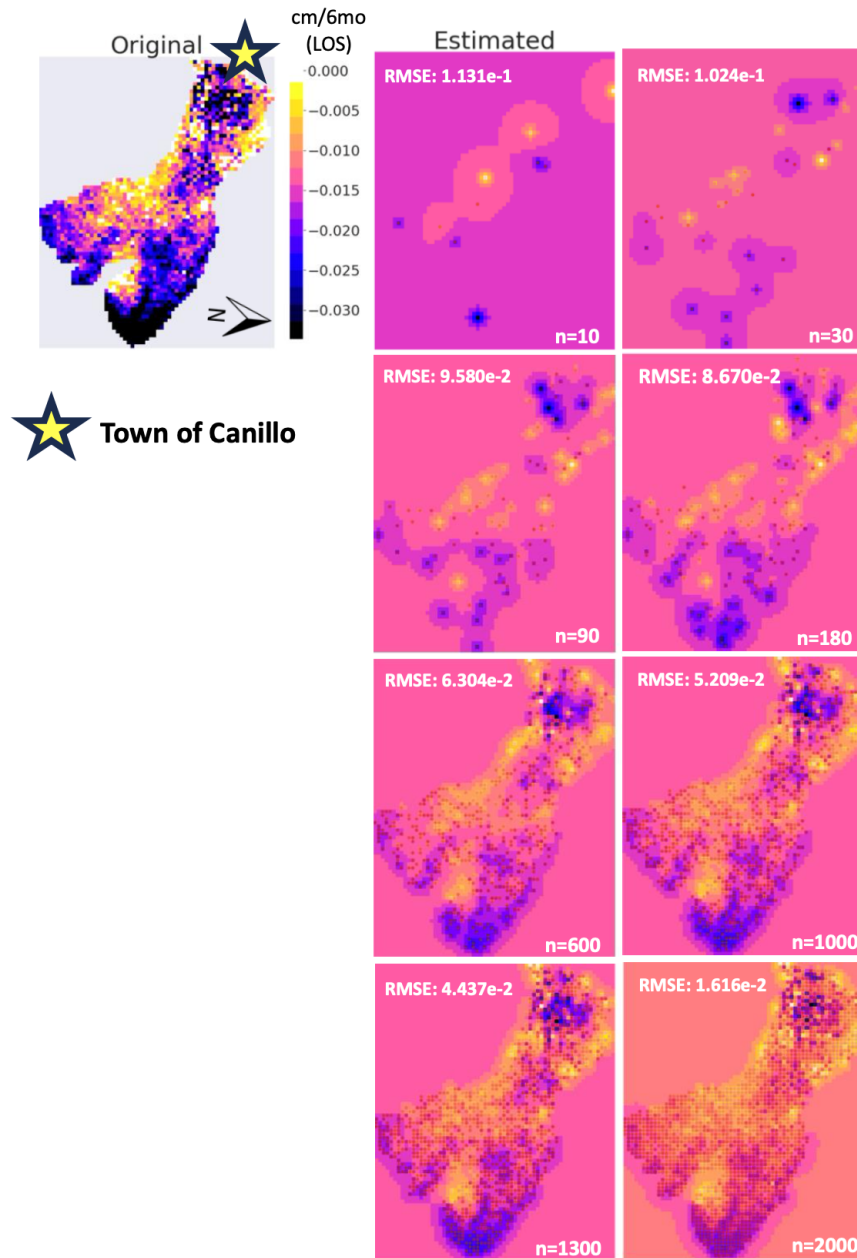 cm/6mo
(LOS)
Original
Estimated
0.000
−0.005
−0.010
−0.015
−0.020
−0.025
−0.030
N
Town of Canillo
RMSE: 1.131e-1
n=10
RMSE: 1.024e-1
n=30
RMSE: 9.580e-2
n=90
RMSE: 8.670e-2
n=180
RMSE: 6.304e-2
n=600
RMSE: 5.209e-2
n=1000
RMSE: 4.437e-2
n=1300
RMSE: 1.616e-2
n=2000